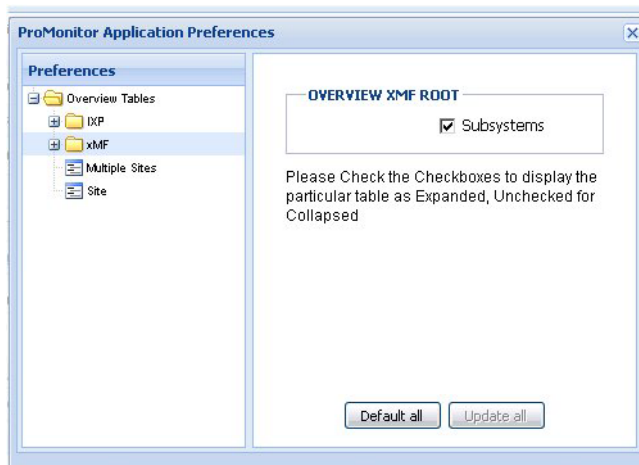 ProMonitor Application Preferences
Preferences
Overview Tables
IXP
xMF
Multiple Sites
Site
OVERVIEW XMF ROOT
Subsystems
Please Check the Checkboxes to display the
particular table as Expanded, Unchecked for
Collapsed
Default all
Update all